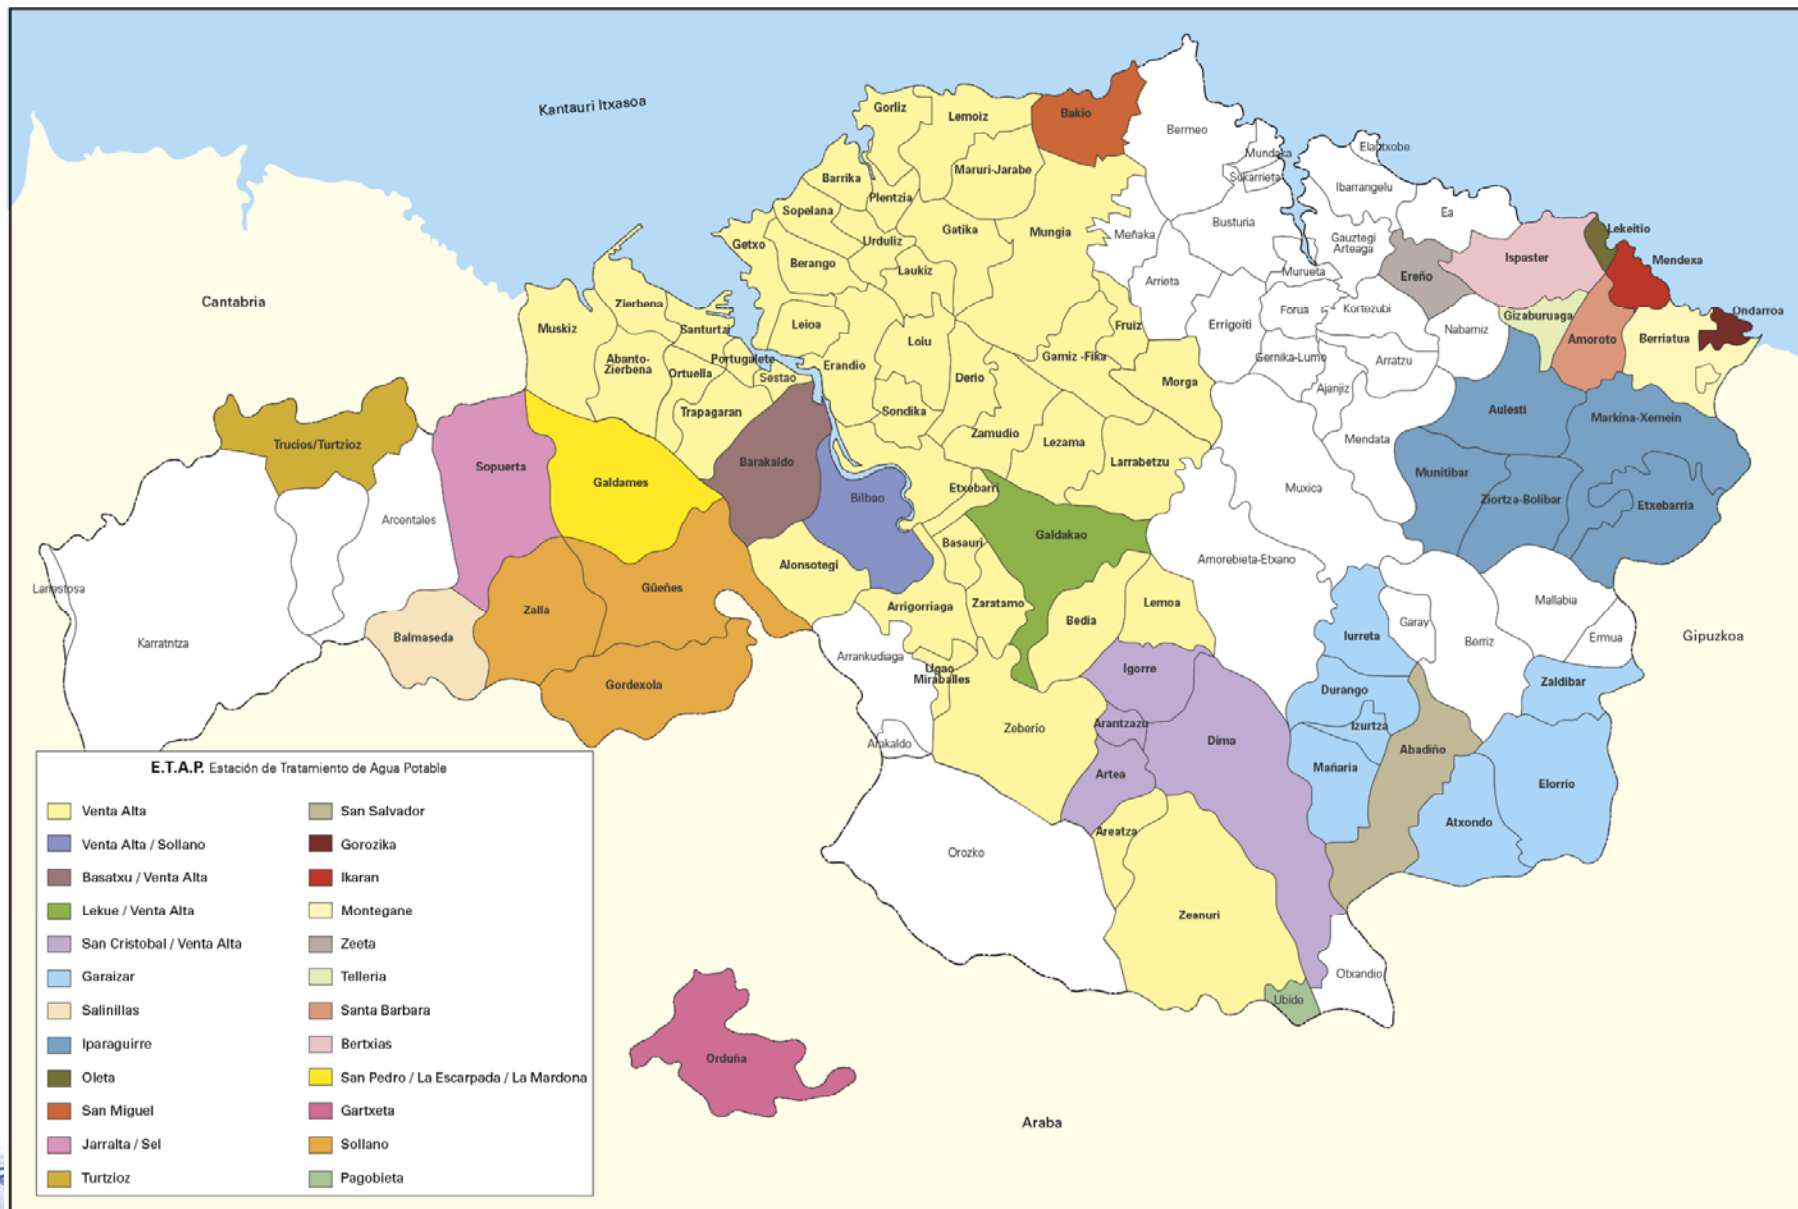 Kantauri Itxasoa
Cantabria
Gipuzkoa
Araba
Gorliz
Lemoiz
Bakio
Bermeo
Mundaka
Sukarrieta
Elantxobe
Ibarrangelu
Ea
Barrika
Plentzia
Maruri-Jarabe
Sopelana
Urduliz
Gatika
Mungia
Meñaka
Busturia
Gauztegi
Arteaga
Getxo
Berango
Laukiz
Arrieta
Murueta
Ereño
Ispaster
Lekeitio
Mendexa
Zierbena
Santurtzi
Leioa
Loiu
Fruiz
Errigoiti
Forua
Kortezubi
Nabarniz
Gizaburuaga
Amoroto
Berriatua
Ondarroa
Muskiz
Abanto-
Zierbena
Ortuella
Portugalete
Sestao
Erandio
Derio
Gamiz -Fika
Morga
Gernika-Lumo
Arratzu
Ajanjiz
Trapagaran
Sondika
Zamudio
Lezama
Larrabetzu
Mendata
Aulesti
Markina-Xemein
Trucios/Turtzioz
Sopuerta
Galdames
Barakaldo
Bilbao
Etxebarri
Galdakao
Muxica
Munitibar
Ziortza-Bolibar
Etxebarria
Arcentales
Basauri
Alonsotegi
Amorebieta-Etxano
Lanestosa
Karratntza
Balmaseda
Zalla
Güeñes
Gordexola
Arrigorriaga
Zaratamo
Bedia
Lemoa
Iurreta
Garay
Berriz
Mallabia
Ermua
Arrankudiaga
Ugao
Miraballes
Igorre
Durango
Izurtza
Zaldibar
Arakaldo
Zeberio
Arantzazu
Dima
Artea
Mañaria
Abadiño
Elorrio
Atxondo
Orozko
Areatza
Zeanuri
Otxandio
Ubide
Orduña
E.T.A.P. Estación de Tratamiento de Agua Potable
Venta Alta
Venta Alta / Sollano
Basatxu / Venta Alta
Lekue / Venta Alta
San Cristobal / Venta Alta
Garaizar
Salinillas
Iparaguirre
Oleta
San Miguel
Jarralta / Sel
Turtzioz
San Salvador
Gorozika
Ikaran
Montegane
Zeeta
Telleria
Santa Barbara
Bertxias
San Pedro / La Escarpada / La Mardona
Gartxeta
Sollano
Pagobieta